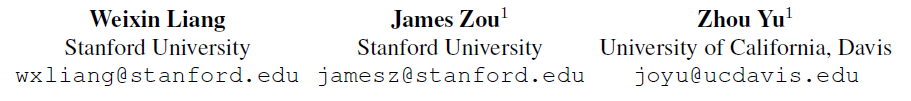 Weixin Liang James Zou1 Zhou Yu1
Stanford University Stanford University University of California, Davis
wxliang@stanford.edu jamesz@stanford.edu joyu@ucdavis.edu